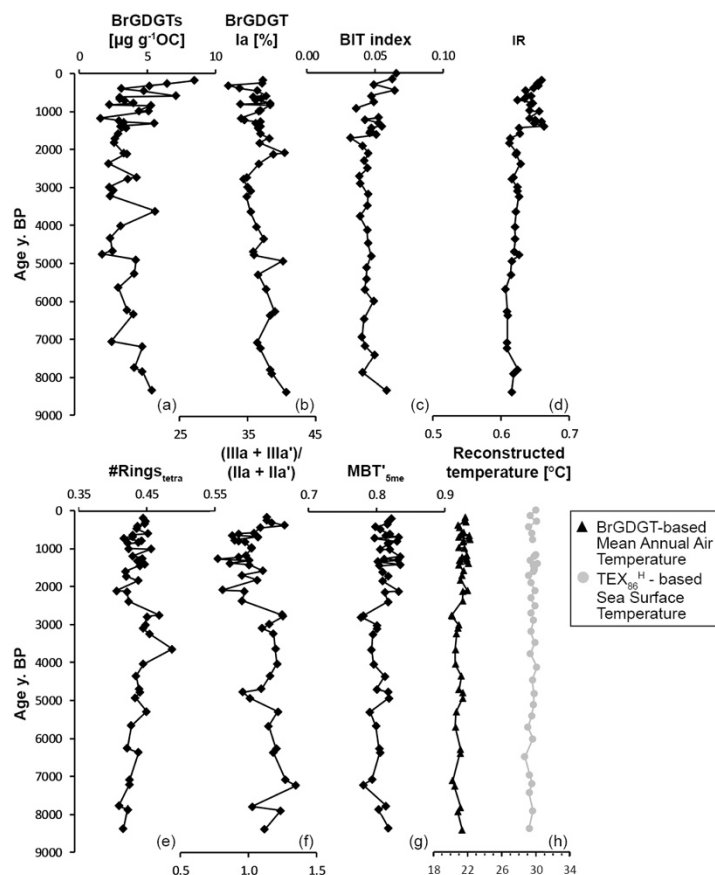 BrGDGTs
[µg g⁻¹OC]
0 5 10
BrGDGT
Ia [%]
BIT index
0.00 0.05 0.10
IR
Age y. BP
0
1000
2000
3000
4000
5000
6000
7000
8000
9000
(a)
(b)
(c)
(d)
25 35 45
0.5 0.6 0.7
#Rings_tetra
0.35 0.45 0.55
(IIIa + IIIa')/
(IIa + IIa')
MBT'5me
0.7 0.8 0.9
Reconstructed
temperature [°C]
Age y. BP
0
1000
2000
3000
4000
5000
6000
7000
8000
9000
(e)
(f)
(g)
(h)
0.5 1.0 1.5
18 22 26 30 34
BrGDGT-based
Mean Annual Air
Temperature
TEX₈₆ᴴ - based
Sea Surface
Temperature